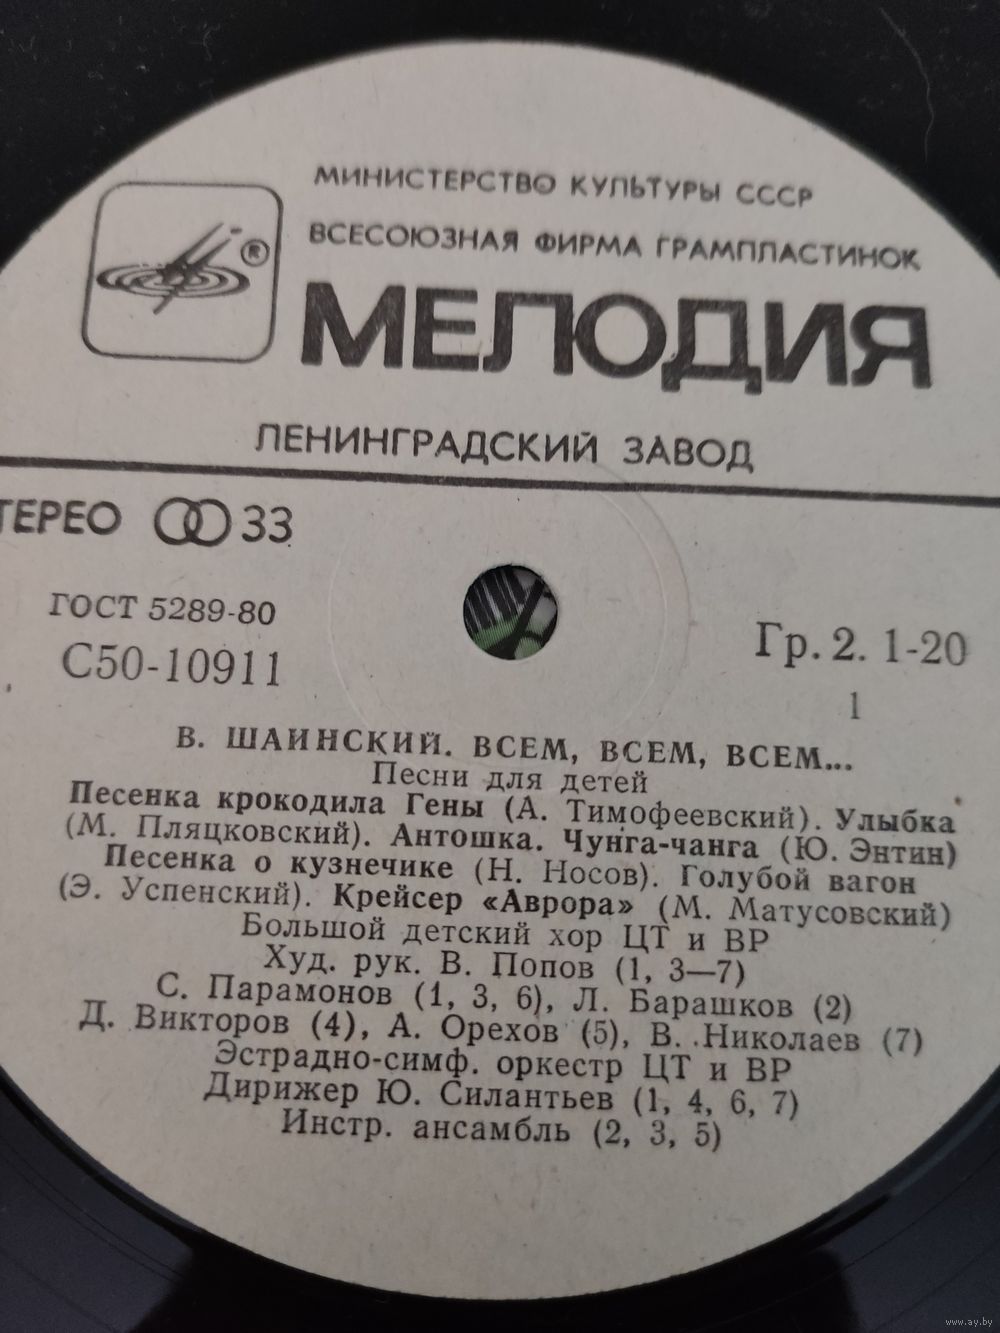 МИНИСТЕРСТВО КУЛЬТУРЫ СССР
ВСЕСОЮЗНАЯ ФИРМА ГРАМПЛАСТИНОК
®
МЕЛОДИЯ
ЛЕНИНГРАДСКИЙ ЗАВОД
ТЕРЕО 33
ГОСТ 5289-80
С50-10911
Гр. 2. 1-20
1
В. ШАИНСКИЙ. ВСЕМ, ВСЕМ, ВСЕМ...
Песни для детей
Песенка крокодила Гены (А. Тимофеевский). Улыбка
(М. Пляцковский). Антошка. Чунга-чанга (Ю. Энтин)
Песенка о кузнечике (Н. Носов). Голубой вагон
(Э. Успенский). Крейсер «Аврора» (М. Матусовский)
Большой детский хор ЦТ и ВР
Худ. рук. В. Попов (1, 3—7)
С. Парамонов (1, 3, 6), Л. Барашков (2)
Д. Викторов (4), А. Орехов (5), В. Николаев (7)
Эстрадно-симф. оркестр ЦТ и ВР
Дирижер Ю. Силантьев (1, 4, 6, 7)
Инстр. ансамбль (2, 3, 5)
www.ay.by